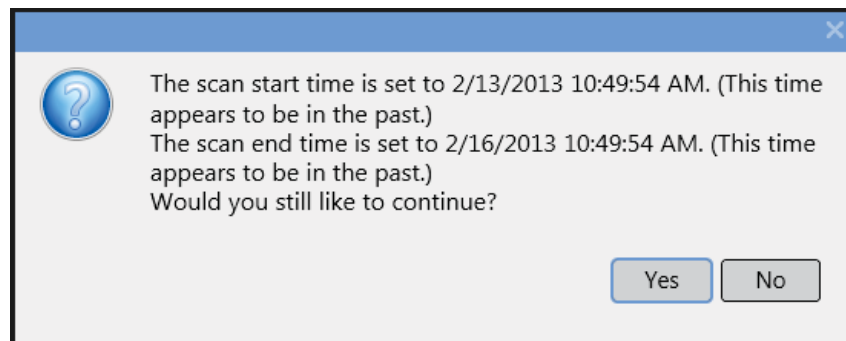 The scan start time is set to 2/13/2013 10:49:54 AM. (This time
appears to be in the past.)
The scan end time is set to 2/16/2013 10:49:54 AM. (This time
appears to be in the past.)
Would you still like to continue?
Yes No